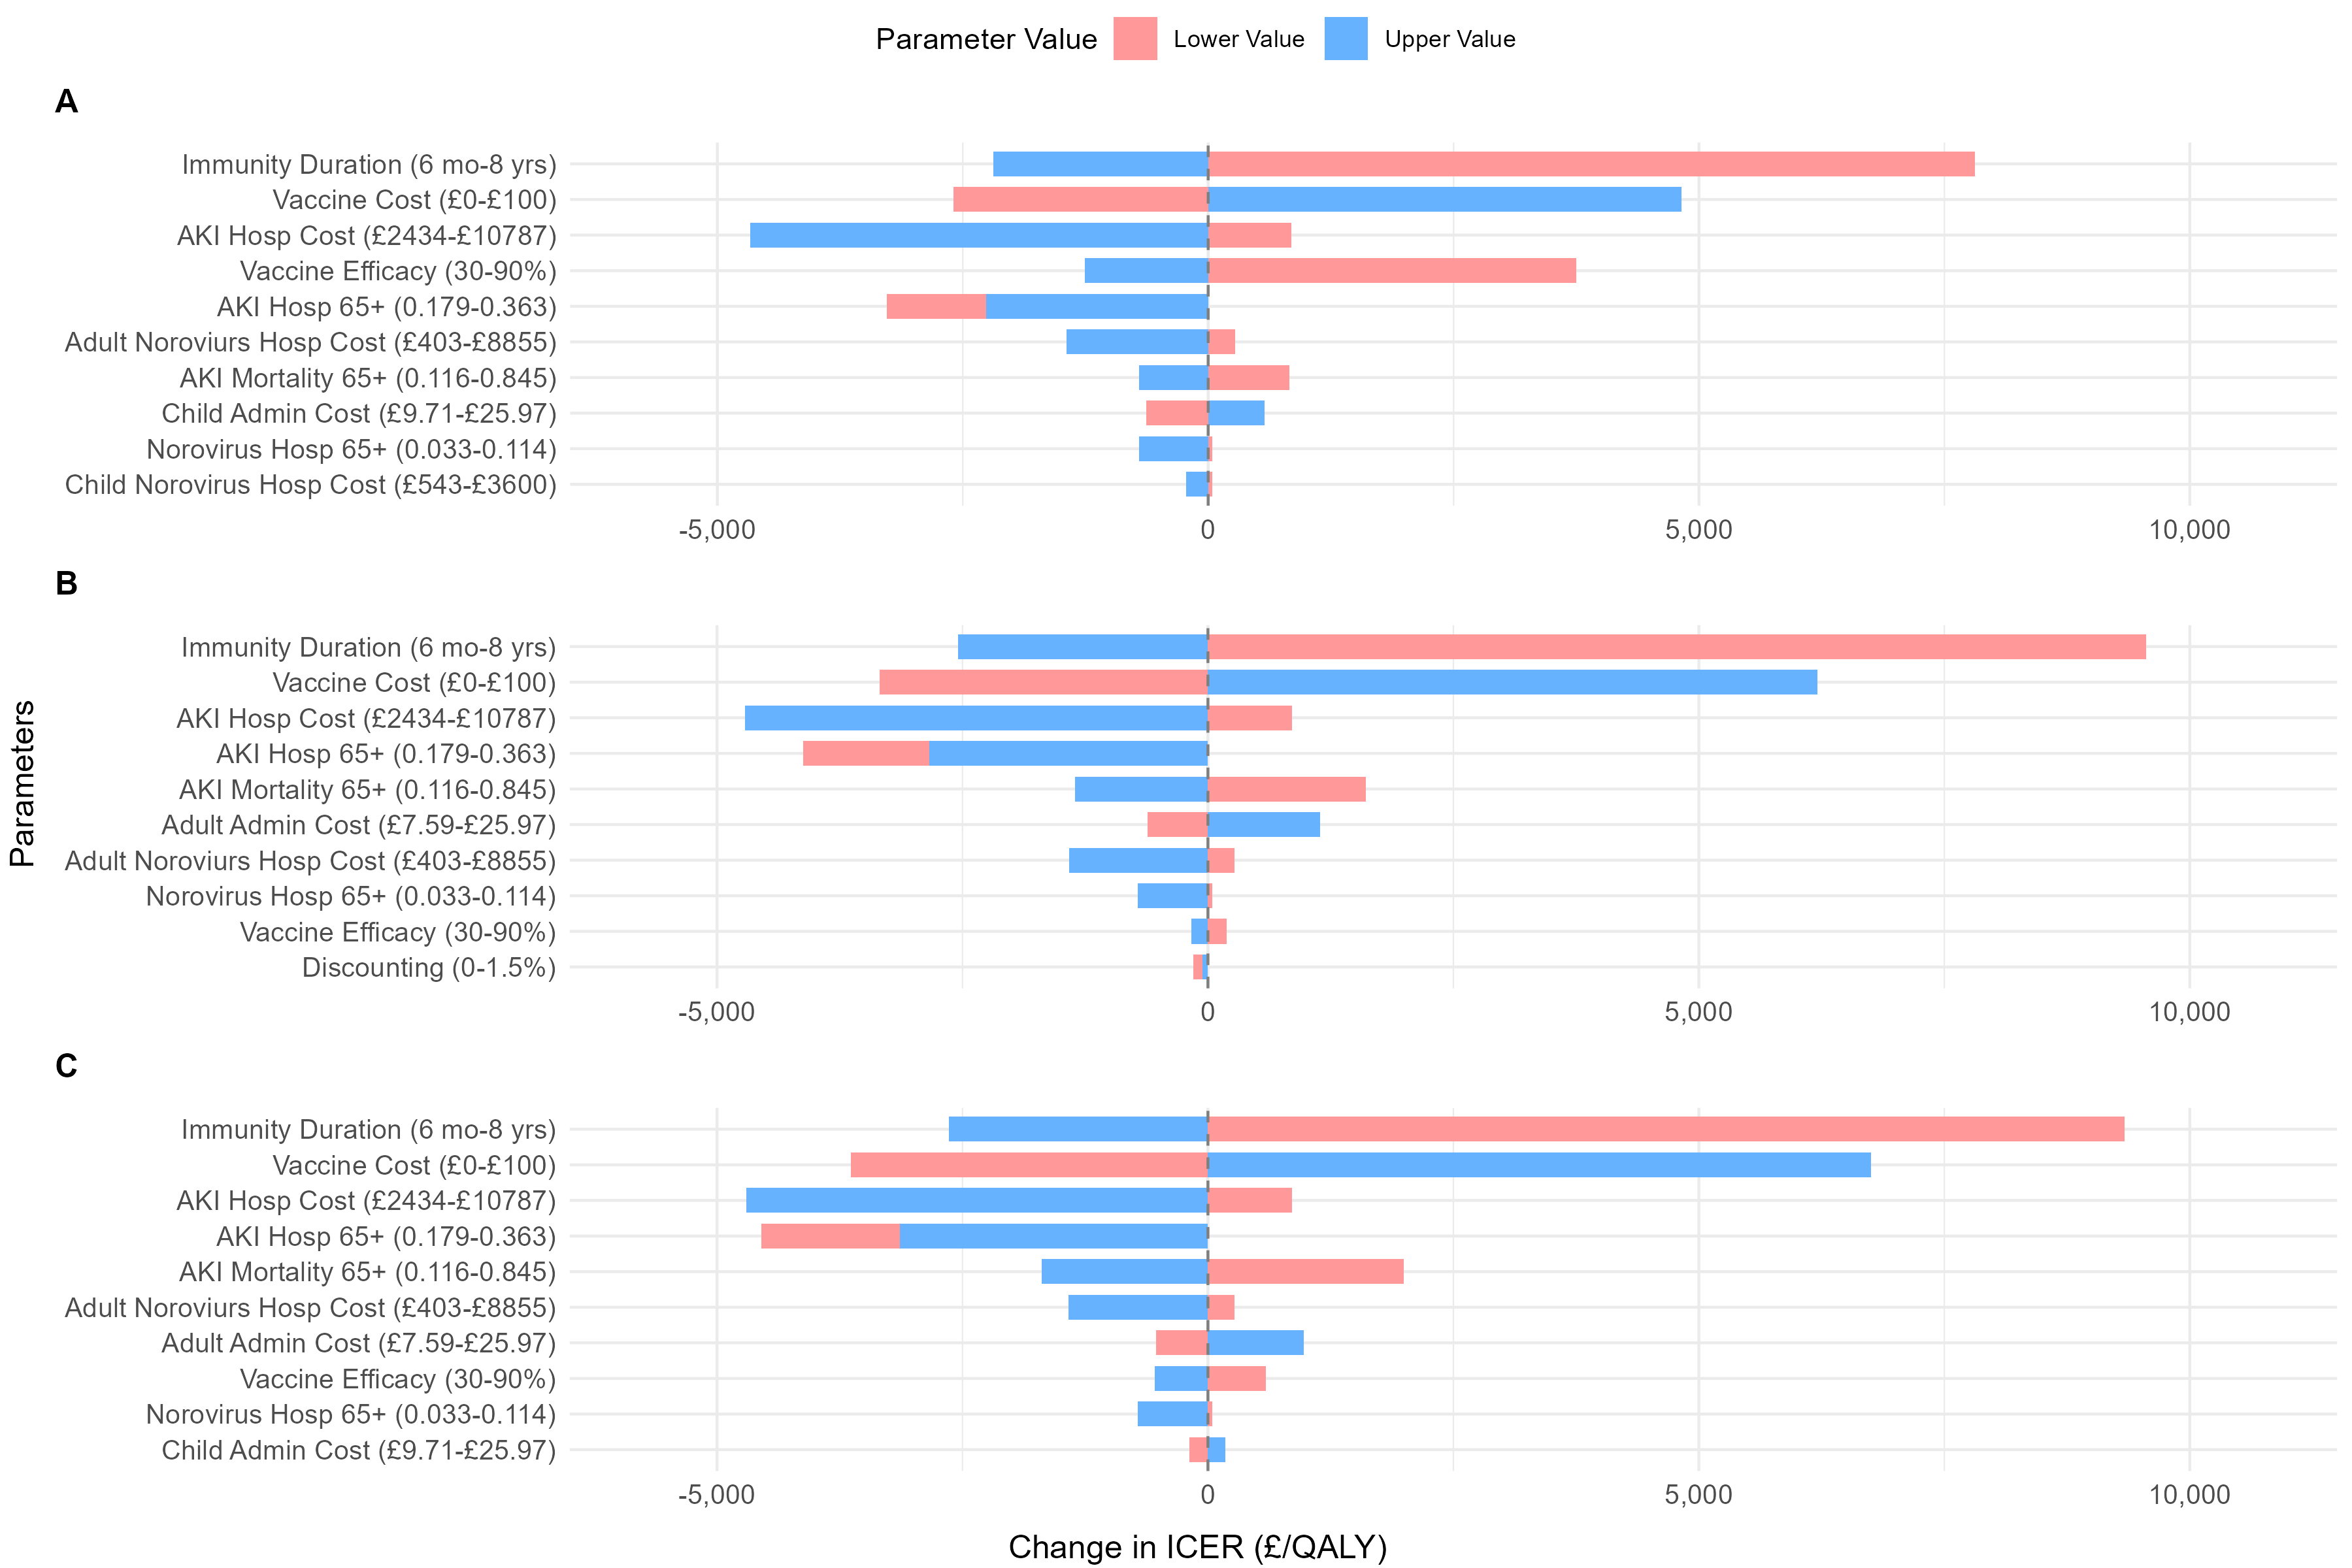 Parameter Value Lower Value Upper Value
A
Immunity Duration (6 mo-8 yrs)
Vaccine Cost (£0-£100)
AKI Hosp Cost (£2434-£10787)
Vaccine Efficacy (30-90%)
AKI Hosp 65+ (0.179-0.363)
Adult Noroviurs Hosp Cost (£403-£8855)
AKI Mortality 65+ (0.116-0.845)
Child Admin Cost (£9.71-£25.97)
Norovirus Hosp 65+ (0.033-0.114)
Child Norovirus Hosp Cost (£543-£3600)
-5,000 0 5,000 10,000
B
Parameters
Immunity Duration (6 mo-8 yrs)
Vaccine Cost (£0-£100)
AKI Hosp Cost (£2434-£10787)
AKI Hosp 65+ (0.179-0.363)
AKI Mortality 65+ (0.116-0.845)
Adult Admin Cost (£7.59-£25.97)
Adult Noroviurs Hosp Cost (£403-£8855)
Norovirus Hosp 65+ (0.033-0.114)
Vaccine Efficacy (30-90%)
Discounting (0-1.5%)
-5,000 0 5,000 10,000
C
Immunity Duration (6 mo-8 yrs)
Vaccine Cost (£0-£100)
AKI Hosp Cost (£2434-£10787)
AKI Hosp 65+ (0.179-0.363)
AKI Mortality 65+ (0.116-0.845)
Adult Noroviurs Hosp Cost (£403-£8855)
Adult Admin Cost (£7.59-£25.97)
Vaccine Efficacy (30-90%)
Norovirus Hosp 65+ (0.033-0.114)
Child Admin Cost (£9.71-£25.97)
-5,000 0 5,000 10,000
Change in ICER (£/QALY)